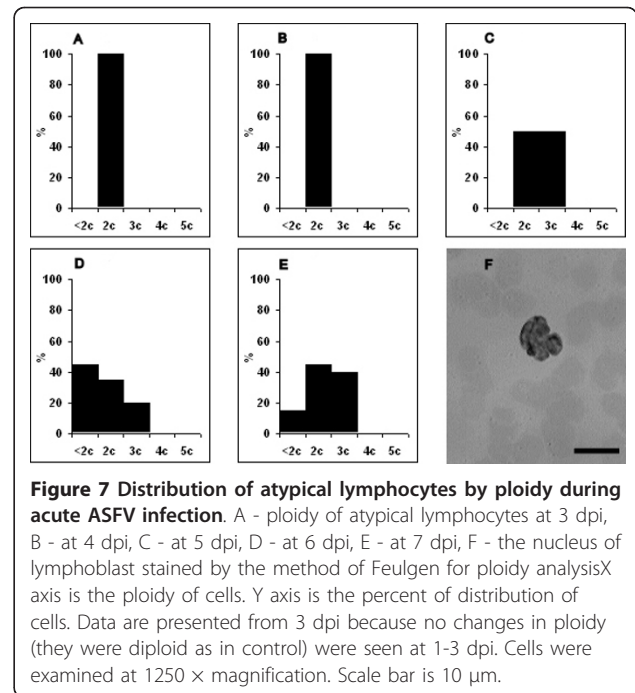 A
B
C
100
80
60
40
20
0
%
<2c 2c 3c 4c 5c
100
80
60
40
20
0
%
<2c 2c 3c 4c 5c
100
80
60
40
20
0
%
<2c 2c 3c 4c 5c
D
E
F
100
80
60
40
20
0
%
<2c 2c 3c 4c 5c
100
80
60
40
20
0
%
<2c 2c 3c 4c 5c
Figure 7 Distribution of atypical lymphocytes by ploidy during
acute ASFV infection. A - ploidy of atypical lymphocytes at 3 dpi,
B - at 4 dpi, C - at 5 dpi, D - at 6 dpi, E - at 7 dpi, F - the nucleus of
lymphoblast stained by the method of Feulgen for ploidy analysisX
axis is the ploidy of cells. Y axis is the percent of distribution of
cells. Data are presented from 3 dpi because no changes in ploidy
(they were diploid as in control) were seen at 1-3 dpi. Cells were
examined at 1250 × magnification. Scale bar is 10 μm.